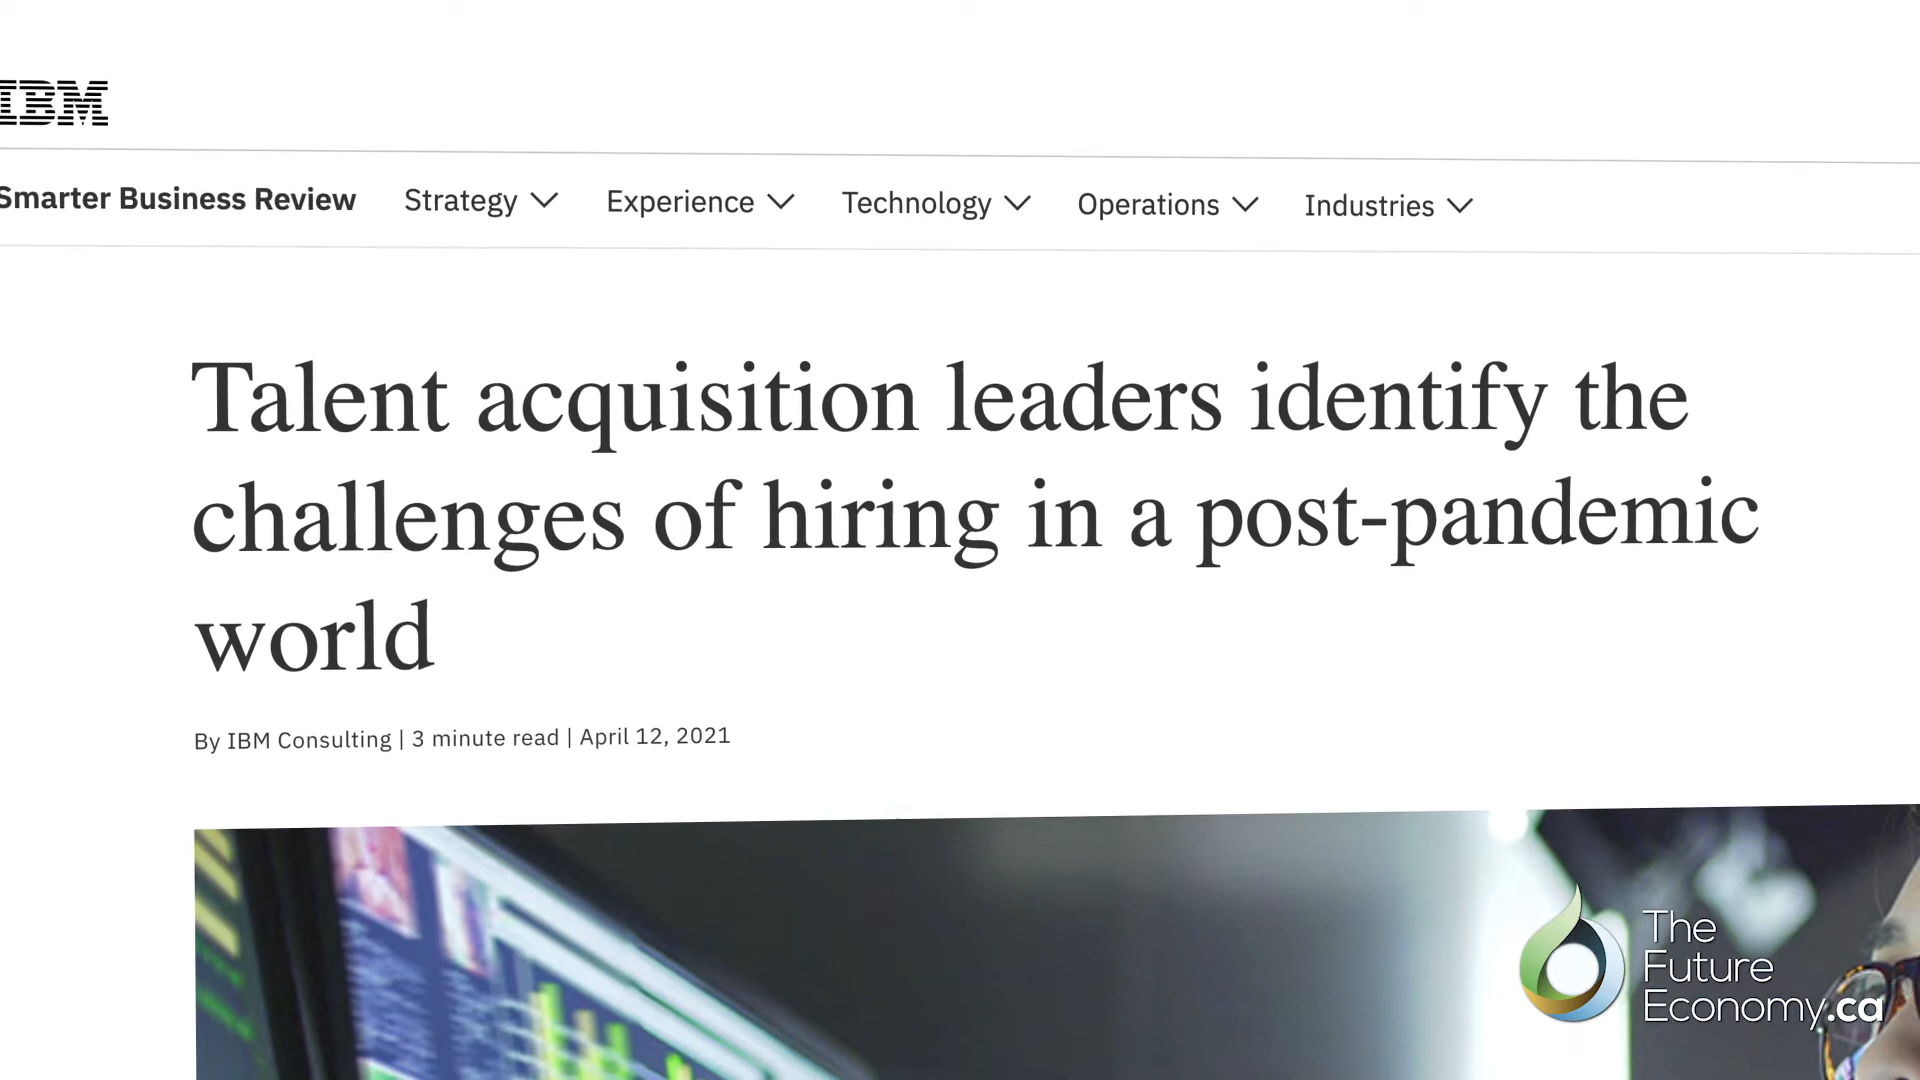 IBM
Smarter Business Review Strategy Experience Technology Operations Industries
Talent acquisition leaders identify the
challenges of hiring in a post-pandemic
world
By IBM Consulting | 3 minute read | April 12, 2021
The
Future
Economy.ca